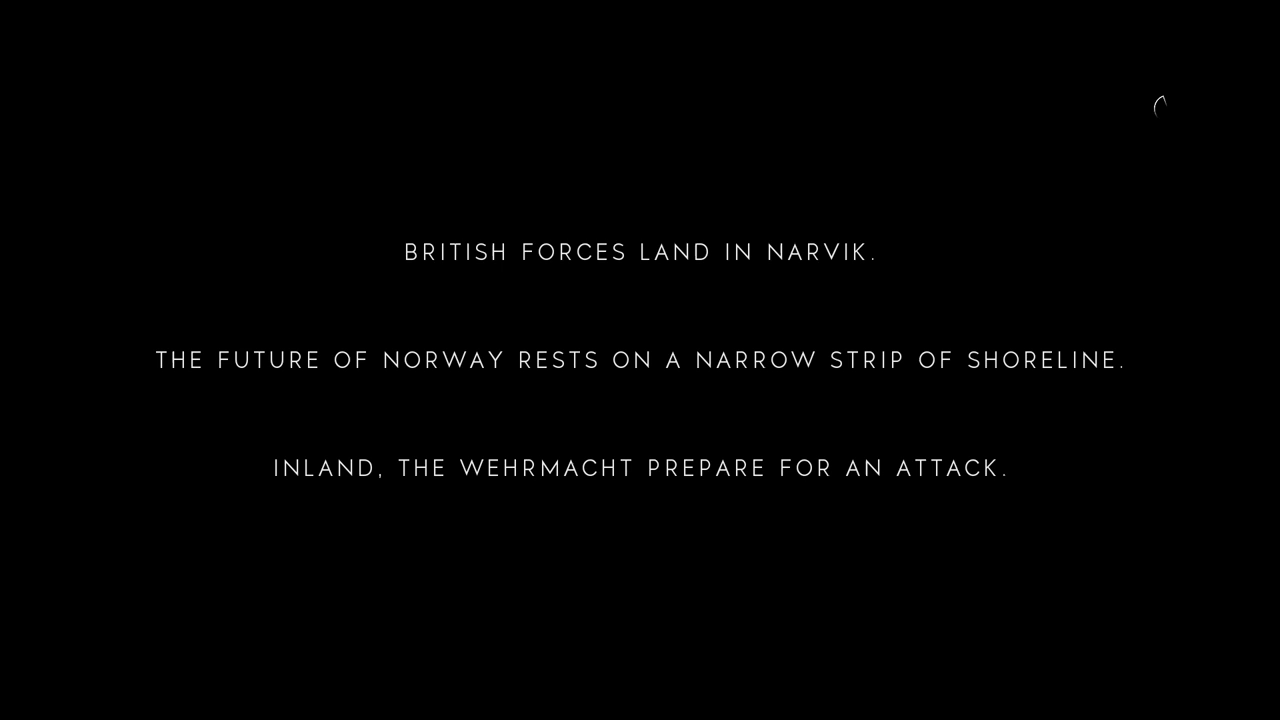 BRITISH FORCES LAND IN NARVIK.
THE FUTURE OF NORWAY RESTS ON A NARROW STRIP OF SHORELINE.
INLAND, THE WEHRMACHT PREPARE FOR AN ATTACK.